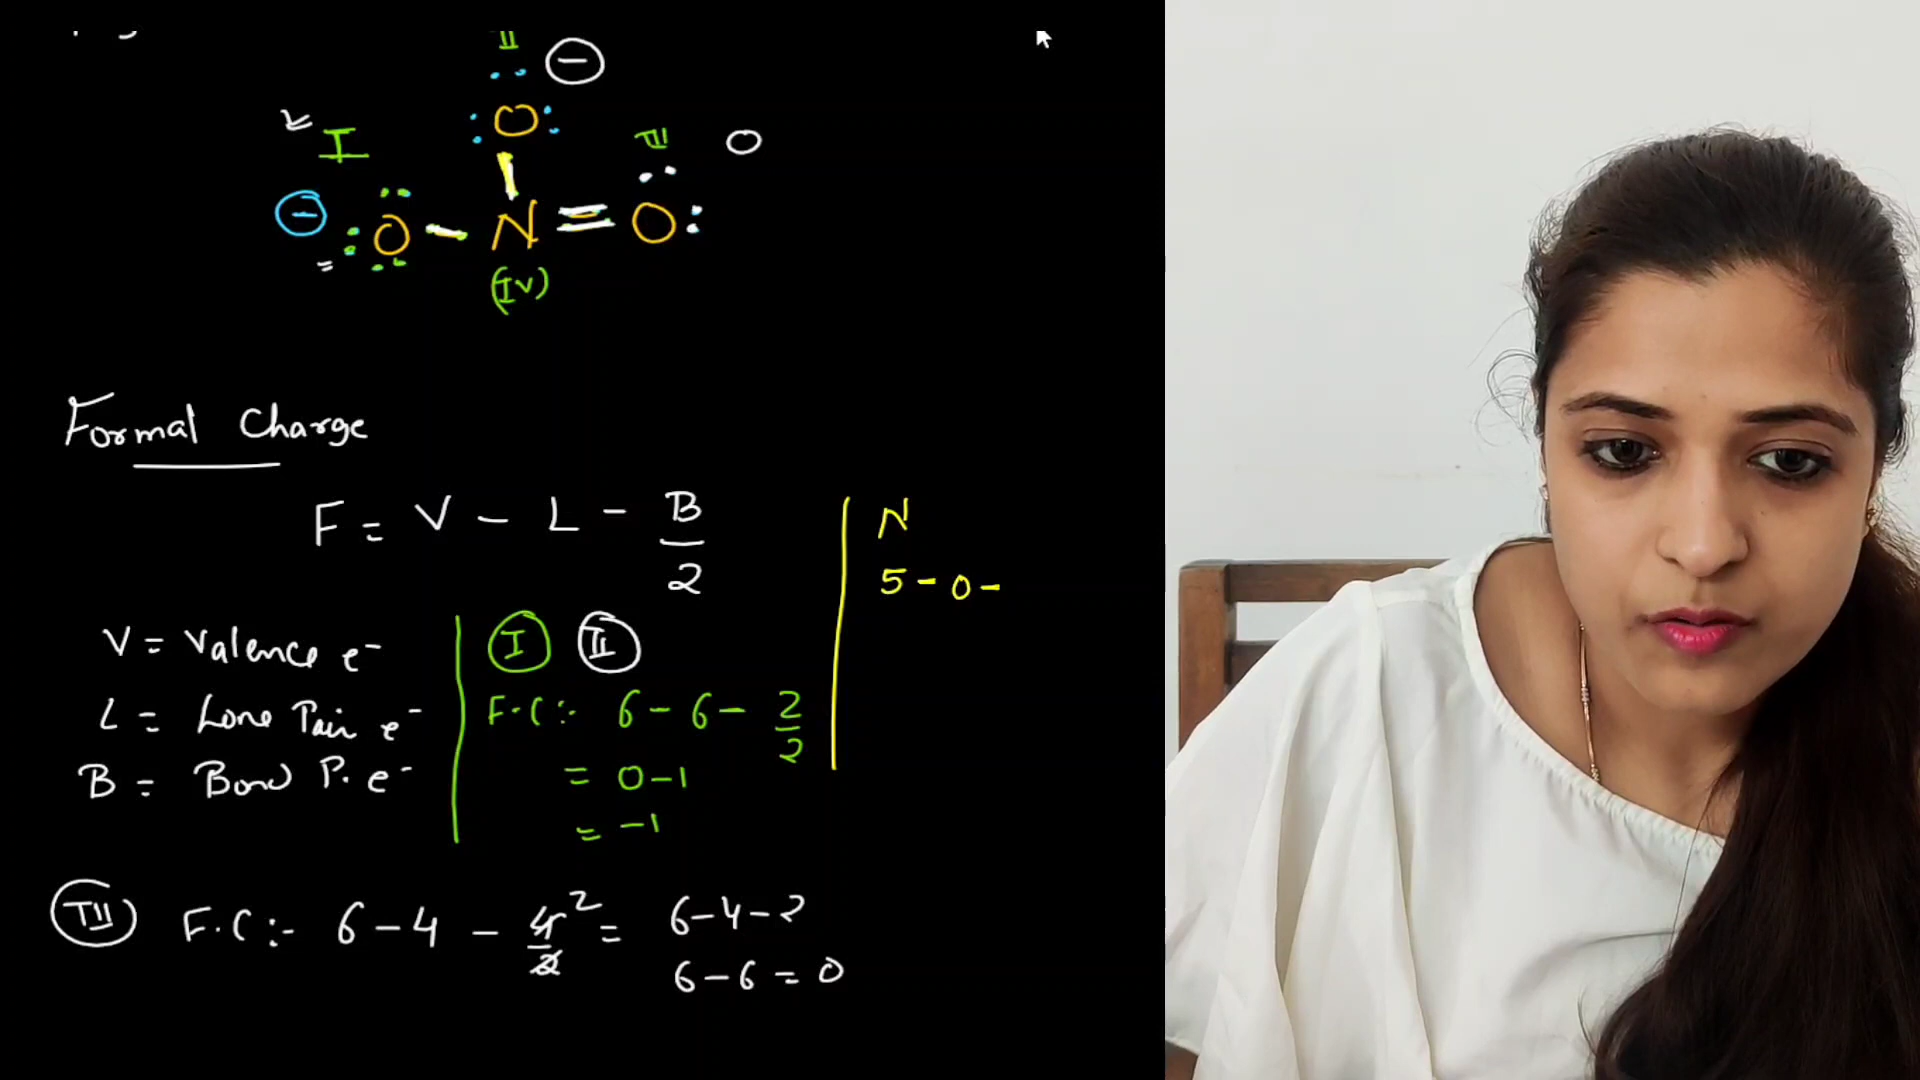 II
:O: ⊖
I
III O
⊖ :O – N = O:
(IV)
Formal Charge
F = V - L - B/2
N
5 - 0 -
V = Valence e⁻
L = Lone Pair e⁻
B = Bond P. e⁻
I II
F.C :- 6 - 6 - 2/2
= 0 - 1
= -1
III F.C :- 6 - 4 - 4/2 ² = 6 - 4 - 2
6 - 6 = 0